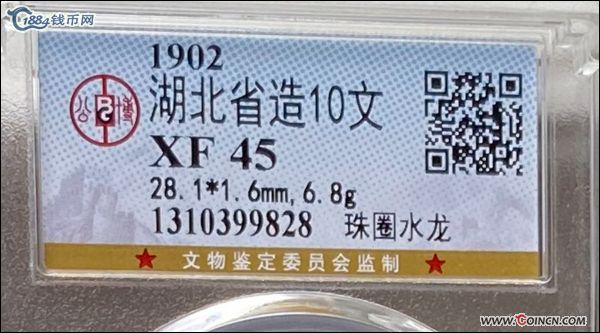 1884钱币网
1902
湖北省造10文
公 博
XF 45
28.1*1.6mm,6.8g
1310399828 珠圈水龙
文物鉴定委员会监制
www.COINCN.com